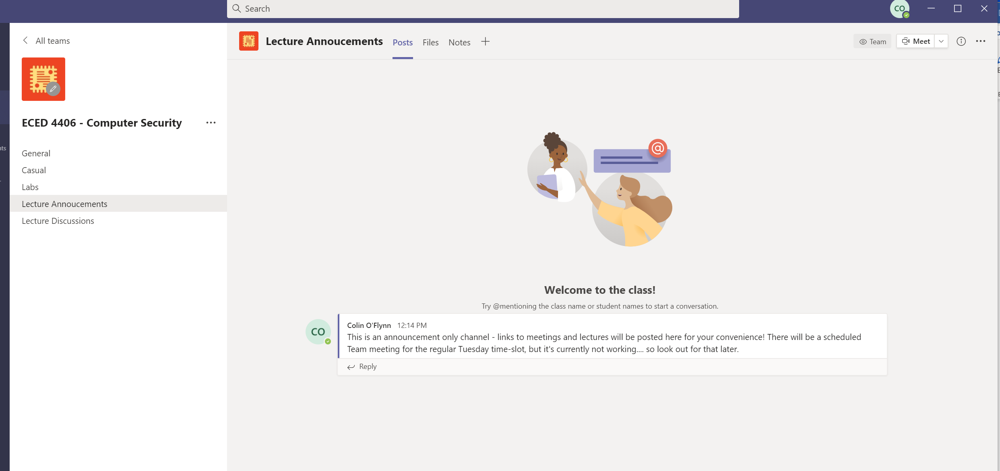 Search
CO
All teams
Lecture Annoucements
Posts
Files
Notes
Team
Meet
ECED 4406 - Computer Security
General
Casual
Labs
Lecture Annoucements
Lecture Discussions
@
Welcome to the class!
Try @mentioning the class name or student names to start a conversation.
CO
Colin O'Flynn 12:14 PM
This is an announcement only channel - links to meetings and lectures will be posted here for your convenience! There will be a scheduled
Team meeting for the regular Tuesday time-slot, but it's currently not working.... so look out for that later.
Reply